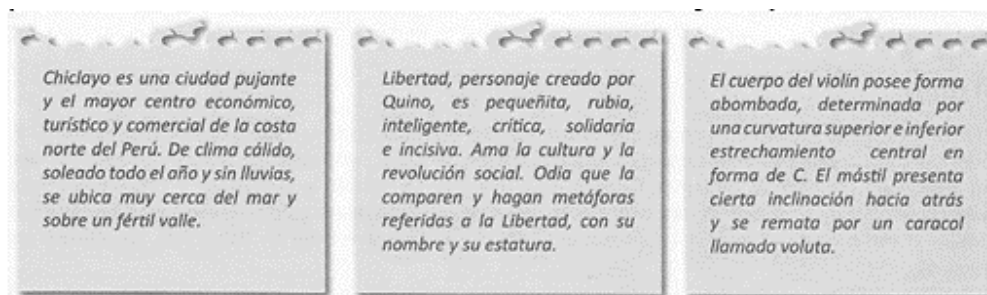 Chiclayo es una ciudad pujante
y el mayor centro económico,
turístico y comercial de la costa
norte del Perú. De clima cálido,
soleado todo el año y sin lluvias,
se ubica muy cerca del mar y
sobre un fértil valle.
Libertad, personaje creado por
Quino, es pequeñita, rubia,
inteligente, crítica, solidaria
e incisiva. Ama la cultura y la
revolución social. Odia que la
comparen y hagan metáforas
referidas a la Libertad, con su
nombre y su estatura.
El cuerpo del violín posee forma
abombada, determinada por
una curvatura superior e inferior
estrechamiento central en
forma de C. El mástil presenta
cierta inclinación hacia atrás
y se remata por un caracol
llamado voluta.